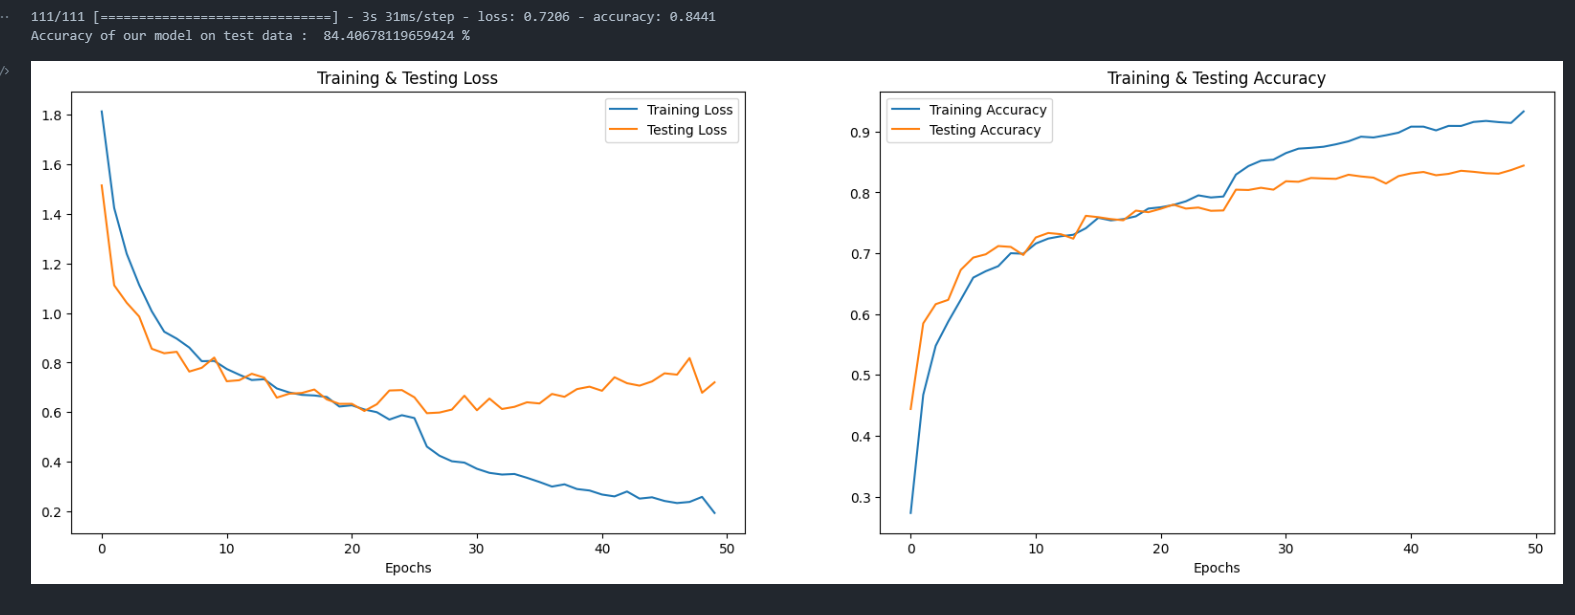 111/111 [==============================] - 3s 31ms/step - loss: 0.7206 - accuracy: 0.8441
Accuracy of our model on test data :  84.40678119659424 %
Training & Testing Loss
Training Loss
Testing Loss
1.8
1.6
1.4
1.2
1.0
0.8
0.6
0.4
0.2
0 10 20 30 40 50
Epochs
Training & Testing Accuracy
Training Accuracy
Testing Accuracy
0.9
0.8
0.7
0.6
0.5
0.4
0.3
0 10 20 30 40 50
Epochs